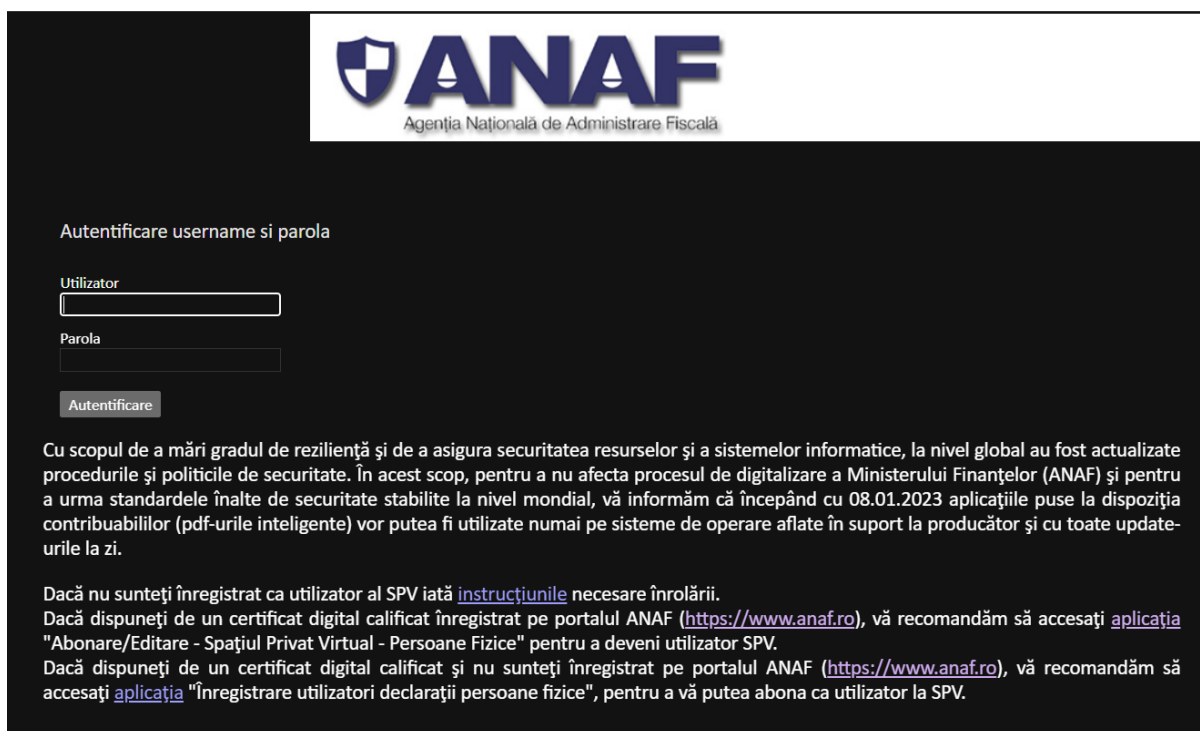 ANAF
Agenția Națională de Administrare Fiscală
Autentificare username si parola
Utilizator
Parola
Autentificare
Cu scopul de a mări gradul de rezilienţă şi de a asigura securitatea resurselor şi a sistemelor informatice, la nivel global au fost actualizate
procedurile şi politicile de securitate. În acest scop, pentru a nu afecta procesul de digitalizare a Ministerului Finanţelor (ANAF) şi pentru
a urma standardele înalte de securitate stabilite la nivel mondial, vă informăm că începând cu 08.01.2023 aplicaţiile puse la dispoziţia
contribuabililor (pdf-urile inteligente) vor putea fi utilizate numai pe sisteme de operare aflate în suport la producător şi cu toate update-
urile la zi.
Dacă nu sunteţi înregistrat ca utilizator al SPV iată instrucţiunile necesare înrolării.
Dacă dispuneţi de un certificat digital calificat înregistrat pe portalul ANAF (https://www.anaf.ro), vă recomandăm să accesaţi aplicaţia
"Abonare/Editare - Spaţiul Privat Virtual - Persoane Fizice" pentru a deveni utilizator SPV.
Dacă dispuneţi de un certificat digital calificat şi nu sunteţi înregistrat pe portalul ANAF (https://www.anaf.ro), vă recomandăm să
accesaţi aplicaţia "Înregistrare utilizatori declaraţii persoane fizice", pentru a vă putea abona ca utilizator la SPV.